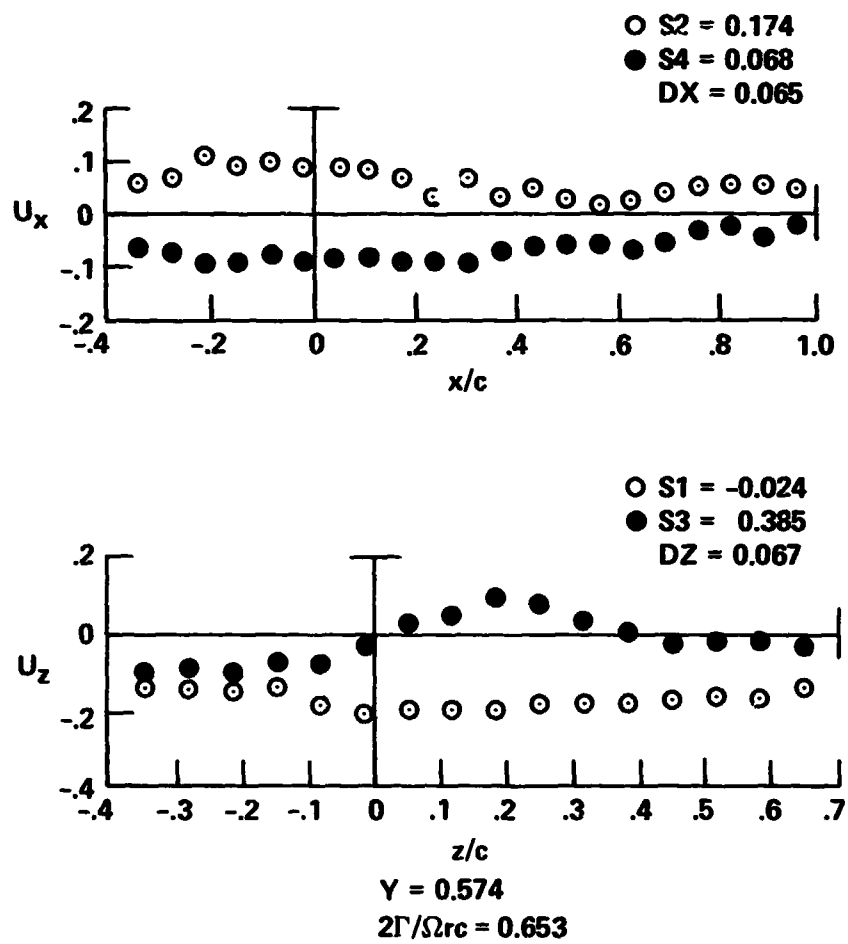 S2 = 0.174
S4 = 0.068
DX = 0.065
.2
.1
0
-.1
-.2
Ux
-.4 -.2 0 .2 .4 .6 .8 1.0
x/c
S1 = -0.024
S3 = 0.385
DZ = 0.067
.2
0
-.2
-.4
Uz
-.4 -.3 -.2 -.1 0 .1 .2 .3 .4 .5 .6 .7
z/c
Y = 0.574
2Γ/Ωrc = 0.653